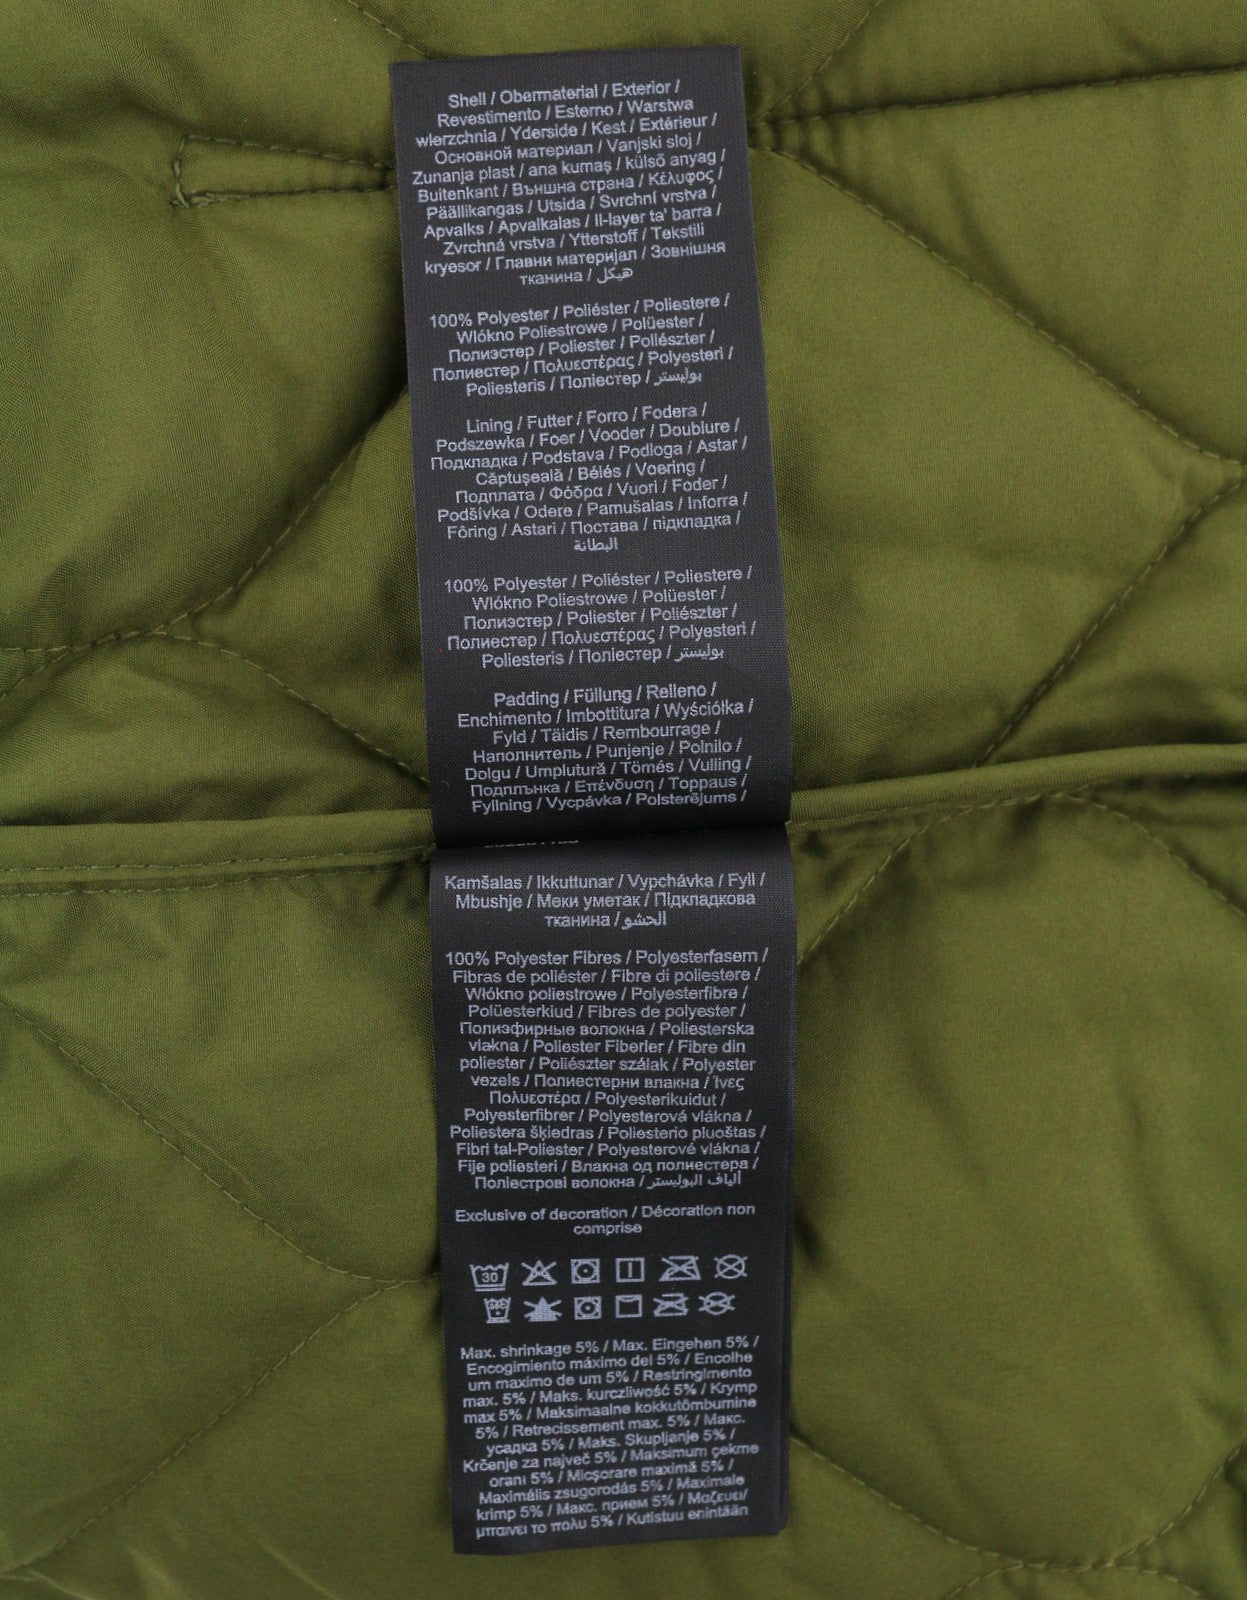 Shell / Obermaterial / Exterior /
Revestimento / Esterno / Warstwa
wierzchnia / Yderside / Kest / Extérieur /
Основной материал / Vanjski sloj /
Zunanja plast / ana kumaş / külső anyag /
Buitenkant / Външна страна / Κέλυφος /
Päällikangas / Utsida / Svrchní vrstva /
Apvalks / Apvalkalas / Il-layer ta' barra /
Zvrchná vrstva / Ytterstoff / Tekstili
kryesor / Главни материјал / Зовнішня
тканина / هيكل
100% Polyester / Poliéster / Poliestere /
Włókno Poliestrowe / Polüester /
Полиэстер / Poliester / Poliészter /
Полиестер / Πολυεστέρας / Polyesteri /
Poliesteris / Поліестер / بوليستر
Lining / Futter / Forro / Fodera /
Podszewka / Foer / Vooder / Doublure /
Подкладка / Podstava / Podloga / Astar /
Căptuşeală / Bélés / Voering /
Подплата / Φόδρα / Vuori / Foder /
Podšívka / Odere / Pamušalas / Inforra /
Fôring / Astari / Постава / підкладка /
البطانة
100% Polyester / Poliéster / Poliestere /
Włókno Poliestrowe / Polüester /
Полиэстер / Poliester / Poliészter /
Полиестер / Πολυεστέρας / Polyesteri /
Poliesteris / Поліестер / بوليستر
Padding / Füllung / Relleno /
Enchimento / Imbottitura / Wyściółka /
Fyld / Täidis / Rembourrage /
Наполнитель / Punjenje / Polnilo /
Dolgu / Umplutură / Tömés / Vulling /
Подплънка / Επένδυση / Toppaus /
Fyllning / Vycpávka / Polsterējums /
Kamšalas / Ikkuttunar / Vypchávka / Fyll /
Mbushje / Меки уметак / Підкладкова
тканина / الحشو
100% Polyester Fibres / Polyesterfasern /
Fibras de poliéster / Fibre di poliestere /
Włókno poliestrowe / Polyesterfibre /
Polüesterkiud / Fibres de polyester /
Полиэфирные волокна / Poliesterska
vlakna / Poliester Fiberler / Fibre din
poliester / Poliészter szálak / Polyester
vezels / Полиестерни влакна / Ίνες
Πολυεστέρα / Polyesterikuidut /
Polyesterfibrer / Polyesterová vlákna /
Poliestera šķiedras / Poliesterio pluoštas /
Fibri tal-Poliester / Polyesterové vlákna /
Fije poliesteri / Влакна од полиестера /
Поліестрові волокна / ألياف البوليستر
Exclusive of decoration / Décoration non
comprise
30
Max. shrinkage 5% / Max. Eingehen 5% /
Encogimiento máximo del 5% / Encolhe
um maximo de um 5% / Restringimento
max. 5% / Maks. kurczliwość 5% / Krymp
max 5% / Maksimaalne kokkutõmbumine
5% / Retrecissement max. 5% / Макс.
усадка 5% / Maks. Skupljanje 5% /
Krčenje za največ 5% / Maksimum çekme
oranı 5% / Micşorare maximă 5% /
Maximális zsugorodás 5% / Maximale
krimp 5% / Макс. прием 5% / Μαζευει/
μπαινει το πολυ 5% / Kutistuu enintään